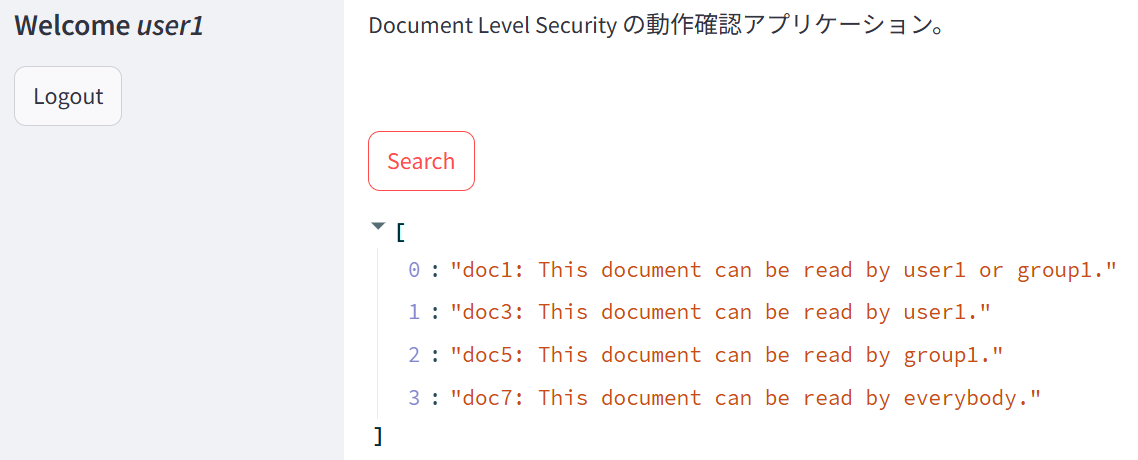 Welcome user1
Logout
Document Level Security の動作確認アプリケーション。
Search
[
0 : "doc1: This document can be read by user1 or group1."
1 : "doc3: This document can be read by user1."
2 : "doc5: This document can be read by group1."
3 : "doc7: This document can be read by everybody."
]